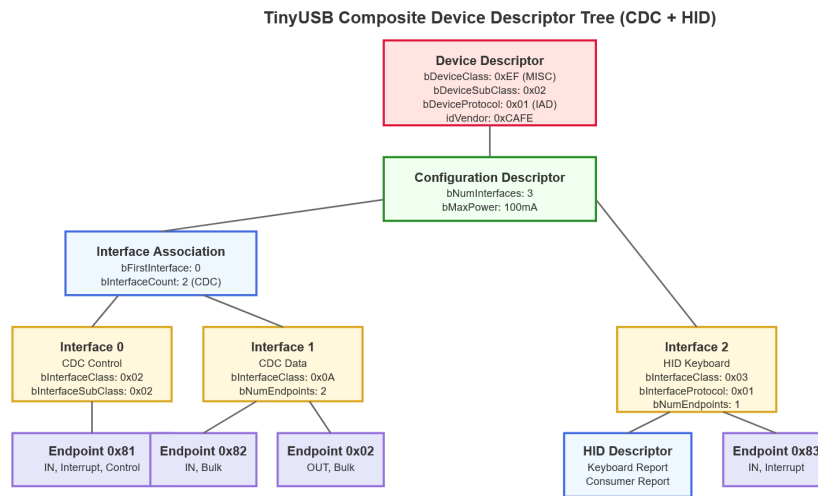 TinyUSB Composite Device Descriptor Tree (CDC + HID)
Device Descriptor
bDeviceClass: 0xEF (MISC)
bDeviceSubClass: 0x02
bDeviceProtocol: 0x01 (IAD)
idVendor: 0xCAFE
Configuration Descriptor
bNumInterfaces: 3
bMaxPower: 100mA
Interface Association
bFirstInterface: 0
bInterfaceCount: 2 (CDC)
Interface 0
CDC Control
bInterfaceClass: 0x02
bInterfaceSubClass: 0x02
Interface 1
CDC Data
bInterfaceClass: 0x0A
bNumEndpoints: 2
Interface 2
HID Keyboard
bInterfaceClass: 0x03
bInterfaceProtocol: 0x01
bNumEndpoints: 1
Endpoint 0x81
IN, Interrupt, Control
Endpoint 0x82
IN, Bulk
Endpoint 0x02
OUT, Bulk
HID Descriptor
Keyboard Report
Consumer Report
Endpoint 0x83
IN, Interrupt